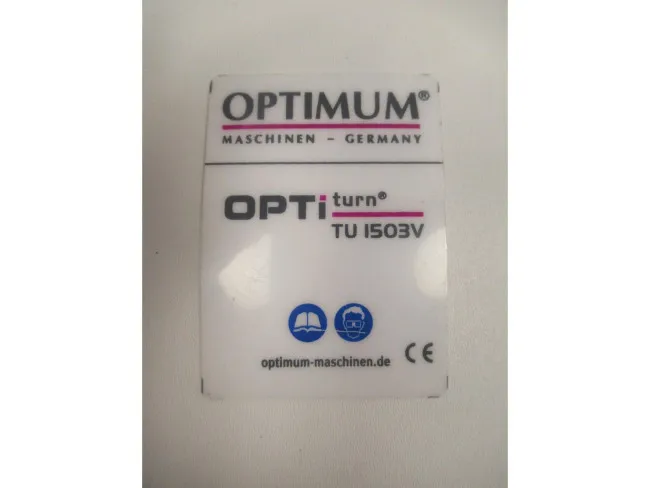 OPTIMUM®
MASCHINEN - GERMANY
OPTi turn®
TU 1503V
optimum-maschinen.de
CE